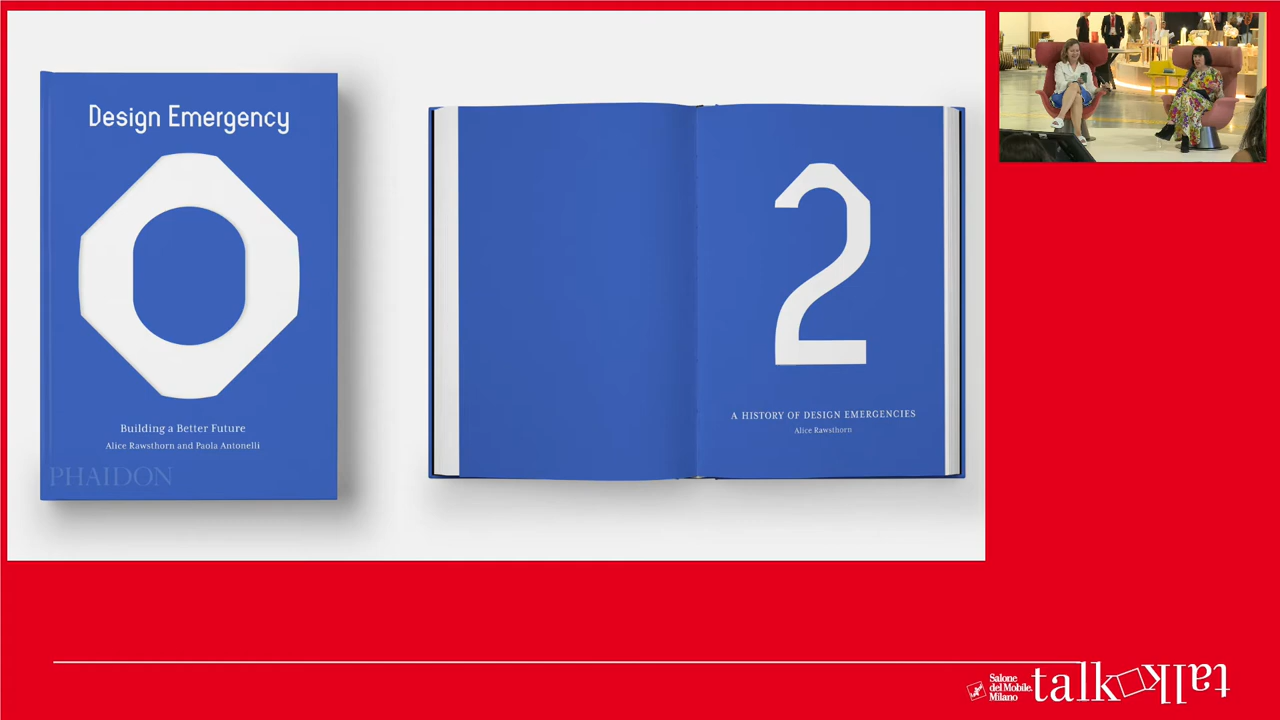 Design Emergency
Building a Better Future
Alice Rawsthorn and Paola Antonelli
PHAIDON
2
A HISTORY OF DESIGN EMERGENCIES
Alice Rawsthorn
Salone
del Mobile.
Milano
talk talk